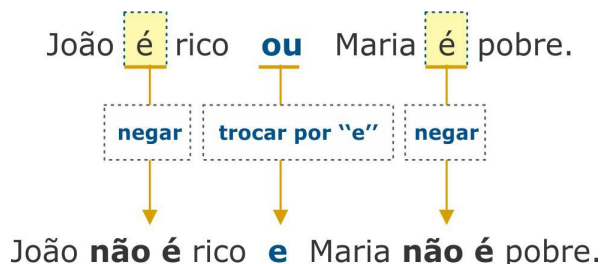 João é rico ou Maria é pobre.
negar trocar por ‘‘e’’ negar
João não é rico e Maria não é pobre.